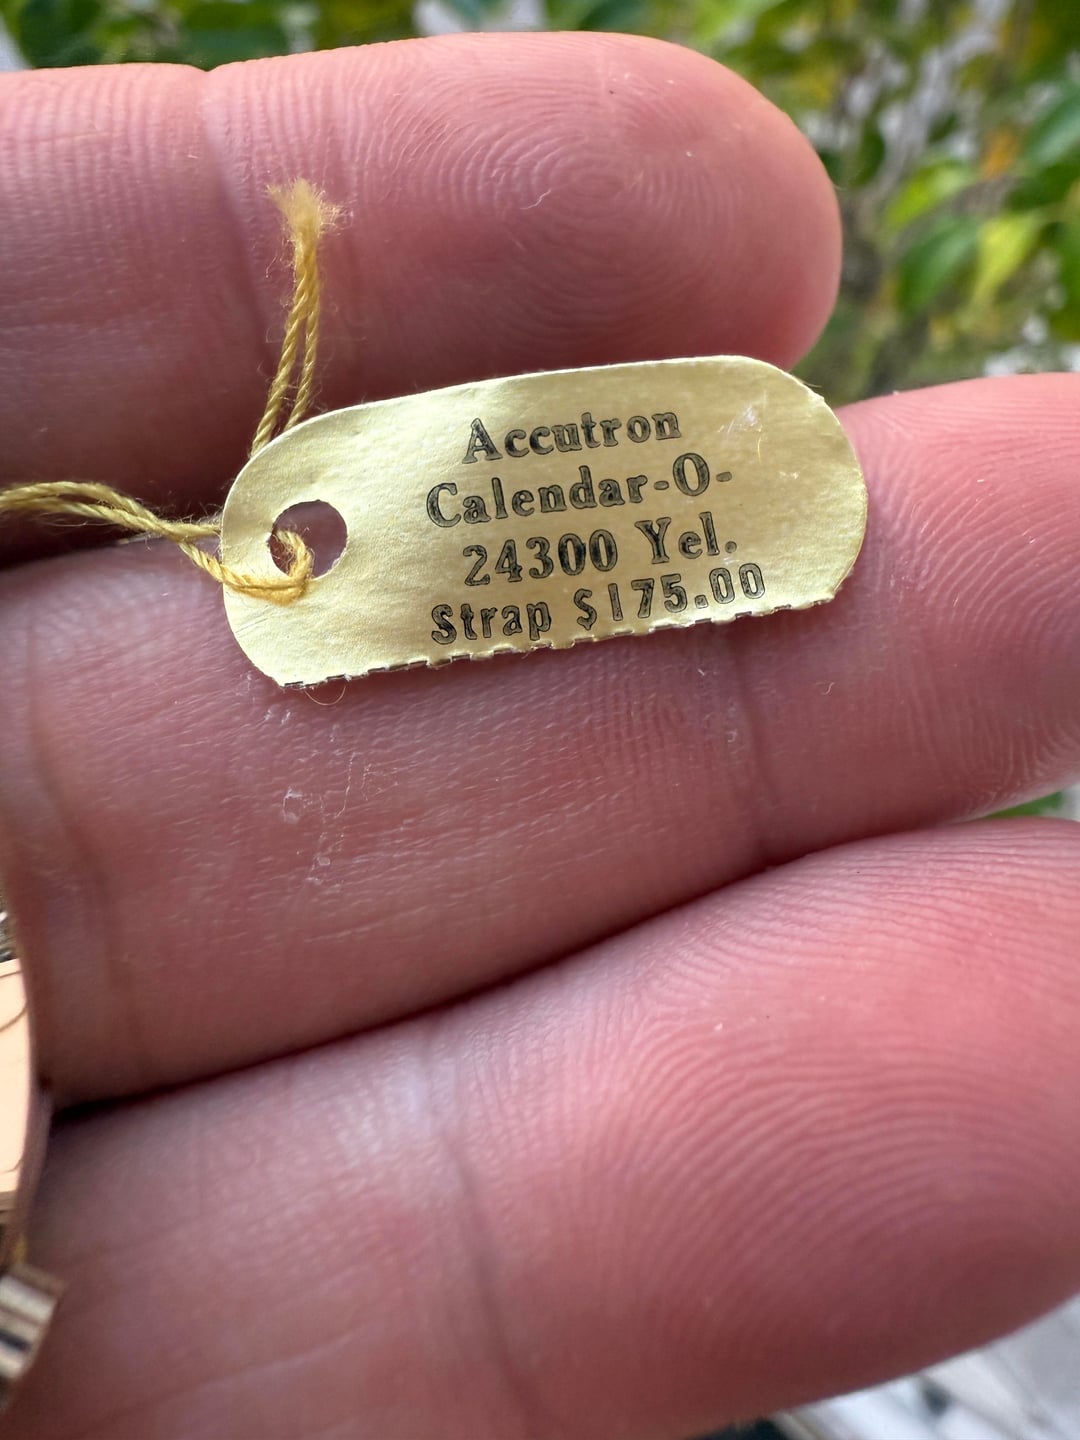 Accutron
Calendar-O-
24300 Yel.
Strap $175.00